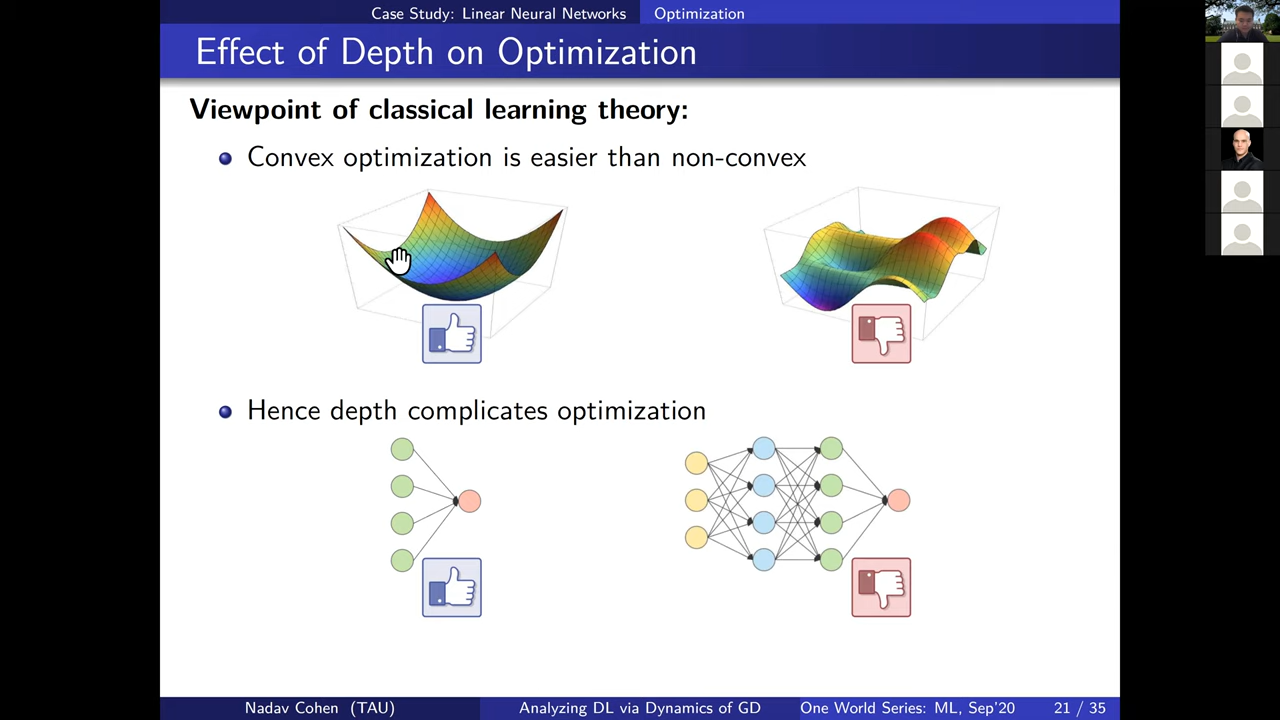 Case Study: Linear Neural Networks Optimization
Effect of Depth on Optimization
Viewpoint of classical learning theory:
Convex optimization is easier than non-convex
Hence depth complicates optimization
Nadav Cohen (TAU) Analyzing DL via Dynamics of GD One World Series: ML, Sep'20 21 / 35